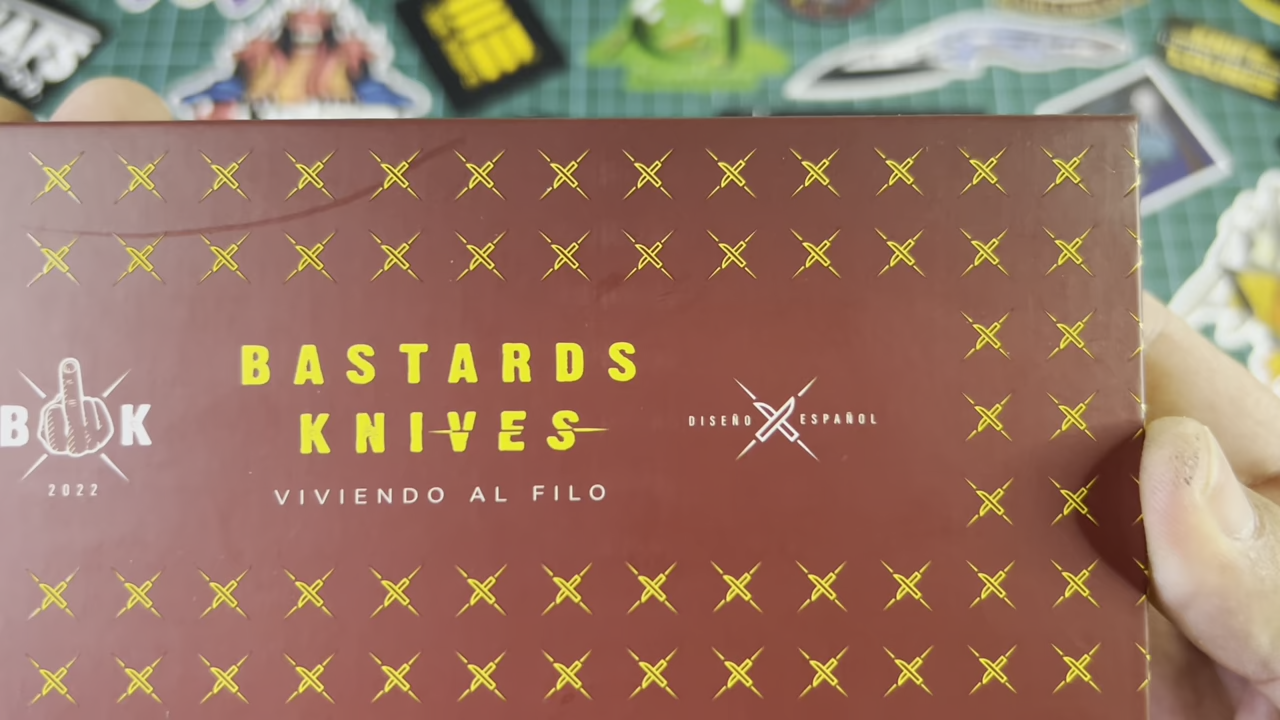 B K
2022
BASTARDS
KNIVES
VIVIENDO AL FILO
DISEÑO ESPAÑOL